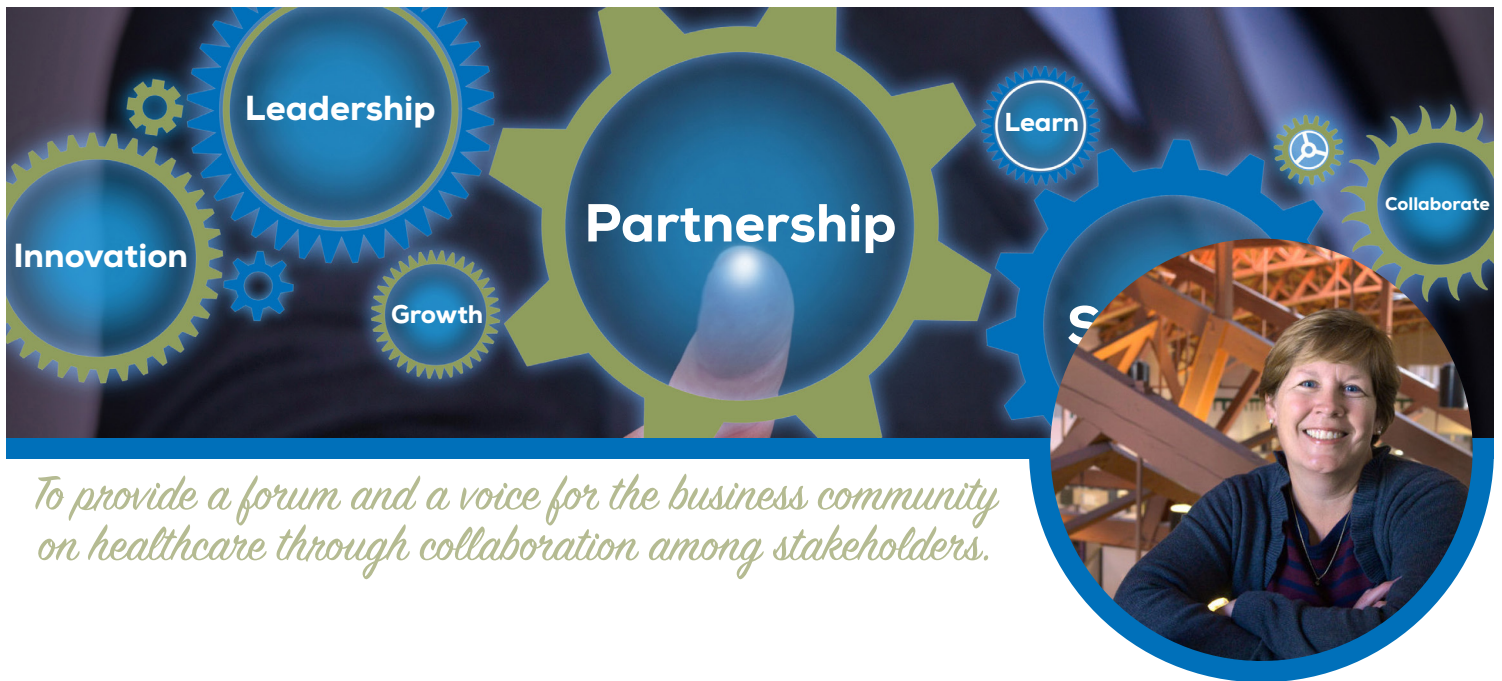 Leadership
Learn
Partnership
Collaborate
Innovation
Growth
S
To provide a forum and a voice for the business community
on healthcare through collaboration among stakeholders.